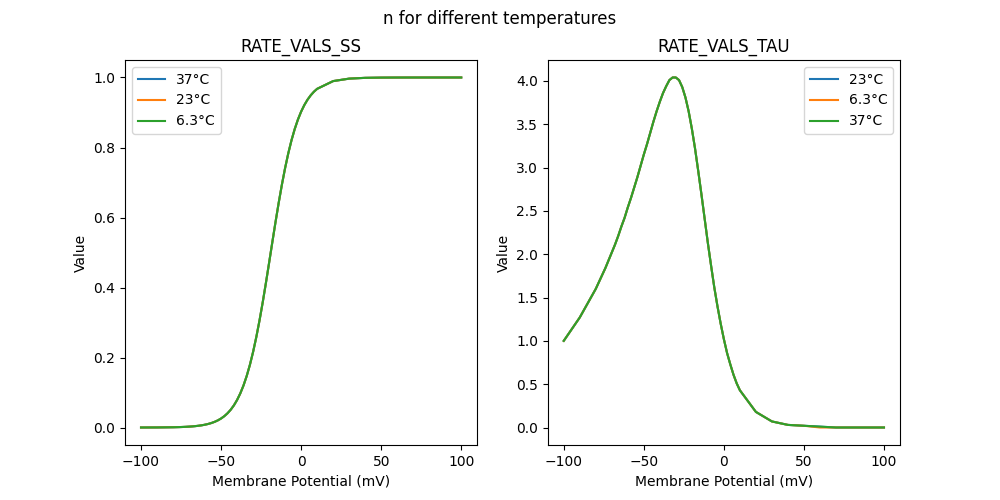 n for different temperatures
RATE_VALS_SS
1.0
0.8
0.6
0.4
0.2
0.0
Value
37°C
23°C
6.3°C
−100
−50
0
50
100
Membrane Potential (mV)
RATE_VALS_TAU
4.0
3.5
3.0
2.5
2.0
1.5
1.0
0.5
0.0
Value
23°C
6.3°C
37°C
−100
−50
0
50
100
Membrane Potential (mV)